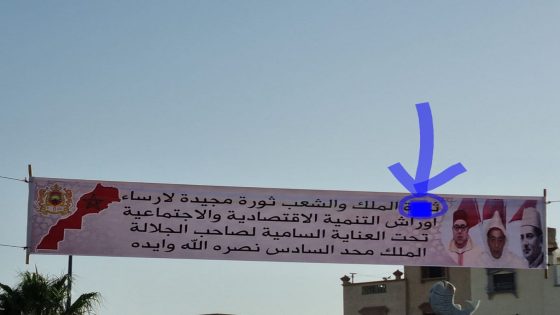 الملك والشعب ثورة مجيدة لارساء
اوراش التنمية الاقتصادية والاجتماعية
تحت العناية السامية لصاحب الجلالة
الملك محد السادس نصره الله وايده